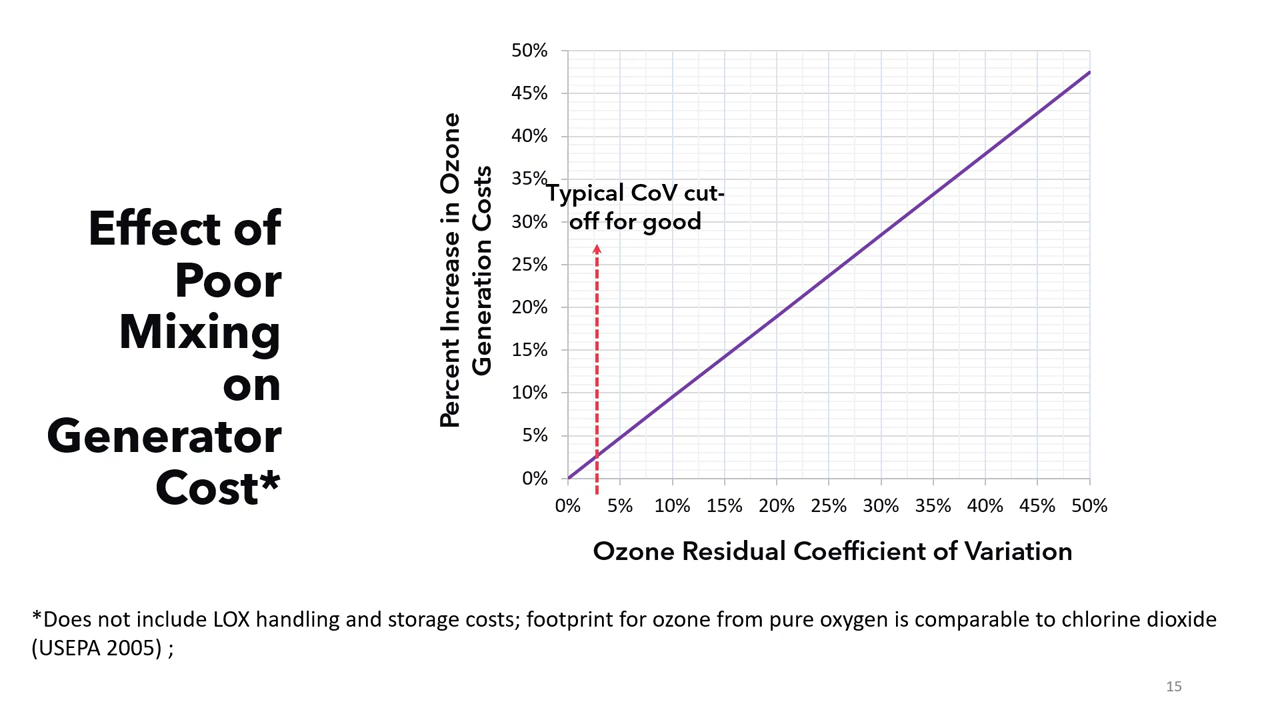 Effect of
Poor
Mixing
on
Generator
Cost*
Percent Increase in Ozone
Generation Costs
50%
45%
40%
35%
30%
25%
20%
15%
10%
5%
0%
Typical CoV cut-
off for good
0% 5% 10% 15% 20% 25% 30% 35% 40% 45% 50%
Ozone Residual Coefficient of Variation
*Does not include LOX handling and storage costs; footprint for ozone from pure oxygen is comparable to chlorine dioxide
(USEPA 2005) ;
15